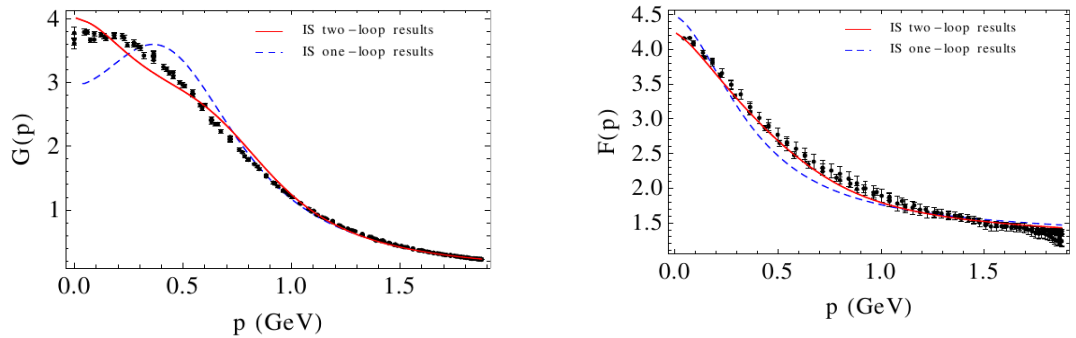 4
3
2
1
G(p)
0.0 0.5 1.0 1.5
p (GeV)
IS two-loop results
IS one-loop results
4.5
4.0
3.5
3.0
2.5
2.0
1.5
F(p)
0.0 0.5 1.0 1.5
p (GeV)
IS two-loop results
IS one-loop results